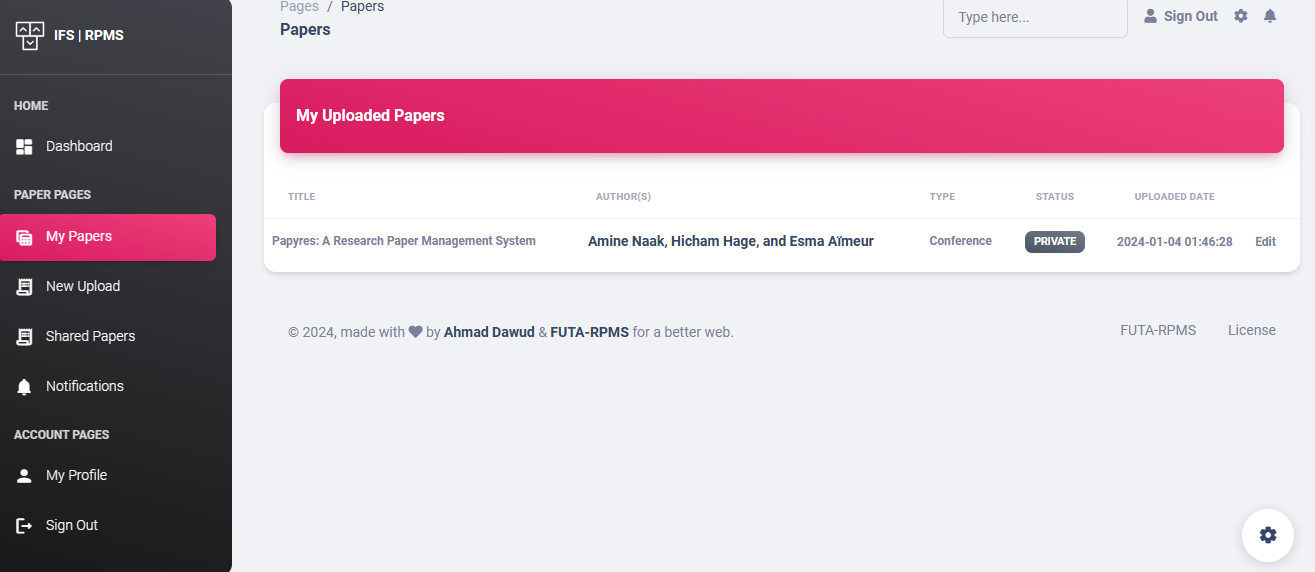 IFS | RPMS
HOME
Dashboard
PAPER PAGES
My Papers
New Upload
Shared Papers
Notifications
ACCOUNT PAGES
My Profile
Sign Out
Pages / Papers
Papers
Type here...
Sign Out
My Uploaded Papers
TITLE AUTHOR(S) TYPE STATUS UPLOADED DATE
Papyres: A Research Paper Management System Amine Naak, Hicham Hage, and Esma Aïmeur Conference PRIVATE 2024-01-04 01:46:28 Edit
© 2024, made with ♥ by Ahmad Dawud & FUTA-RPMS for a better web.
FUTA-RPMS License